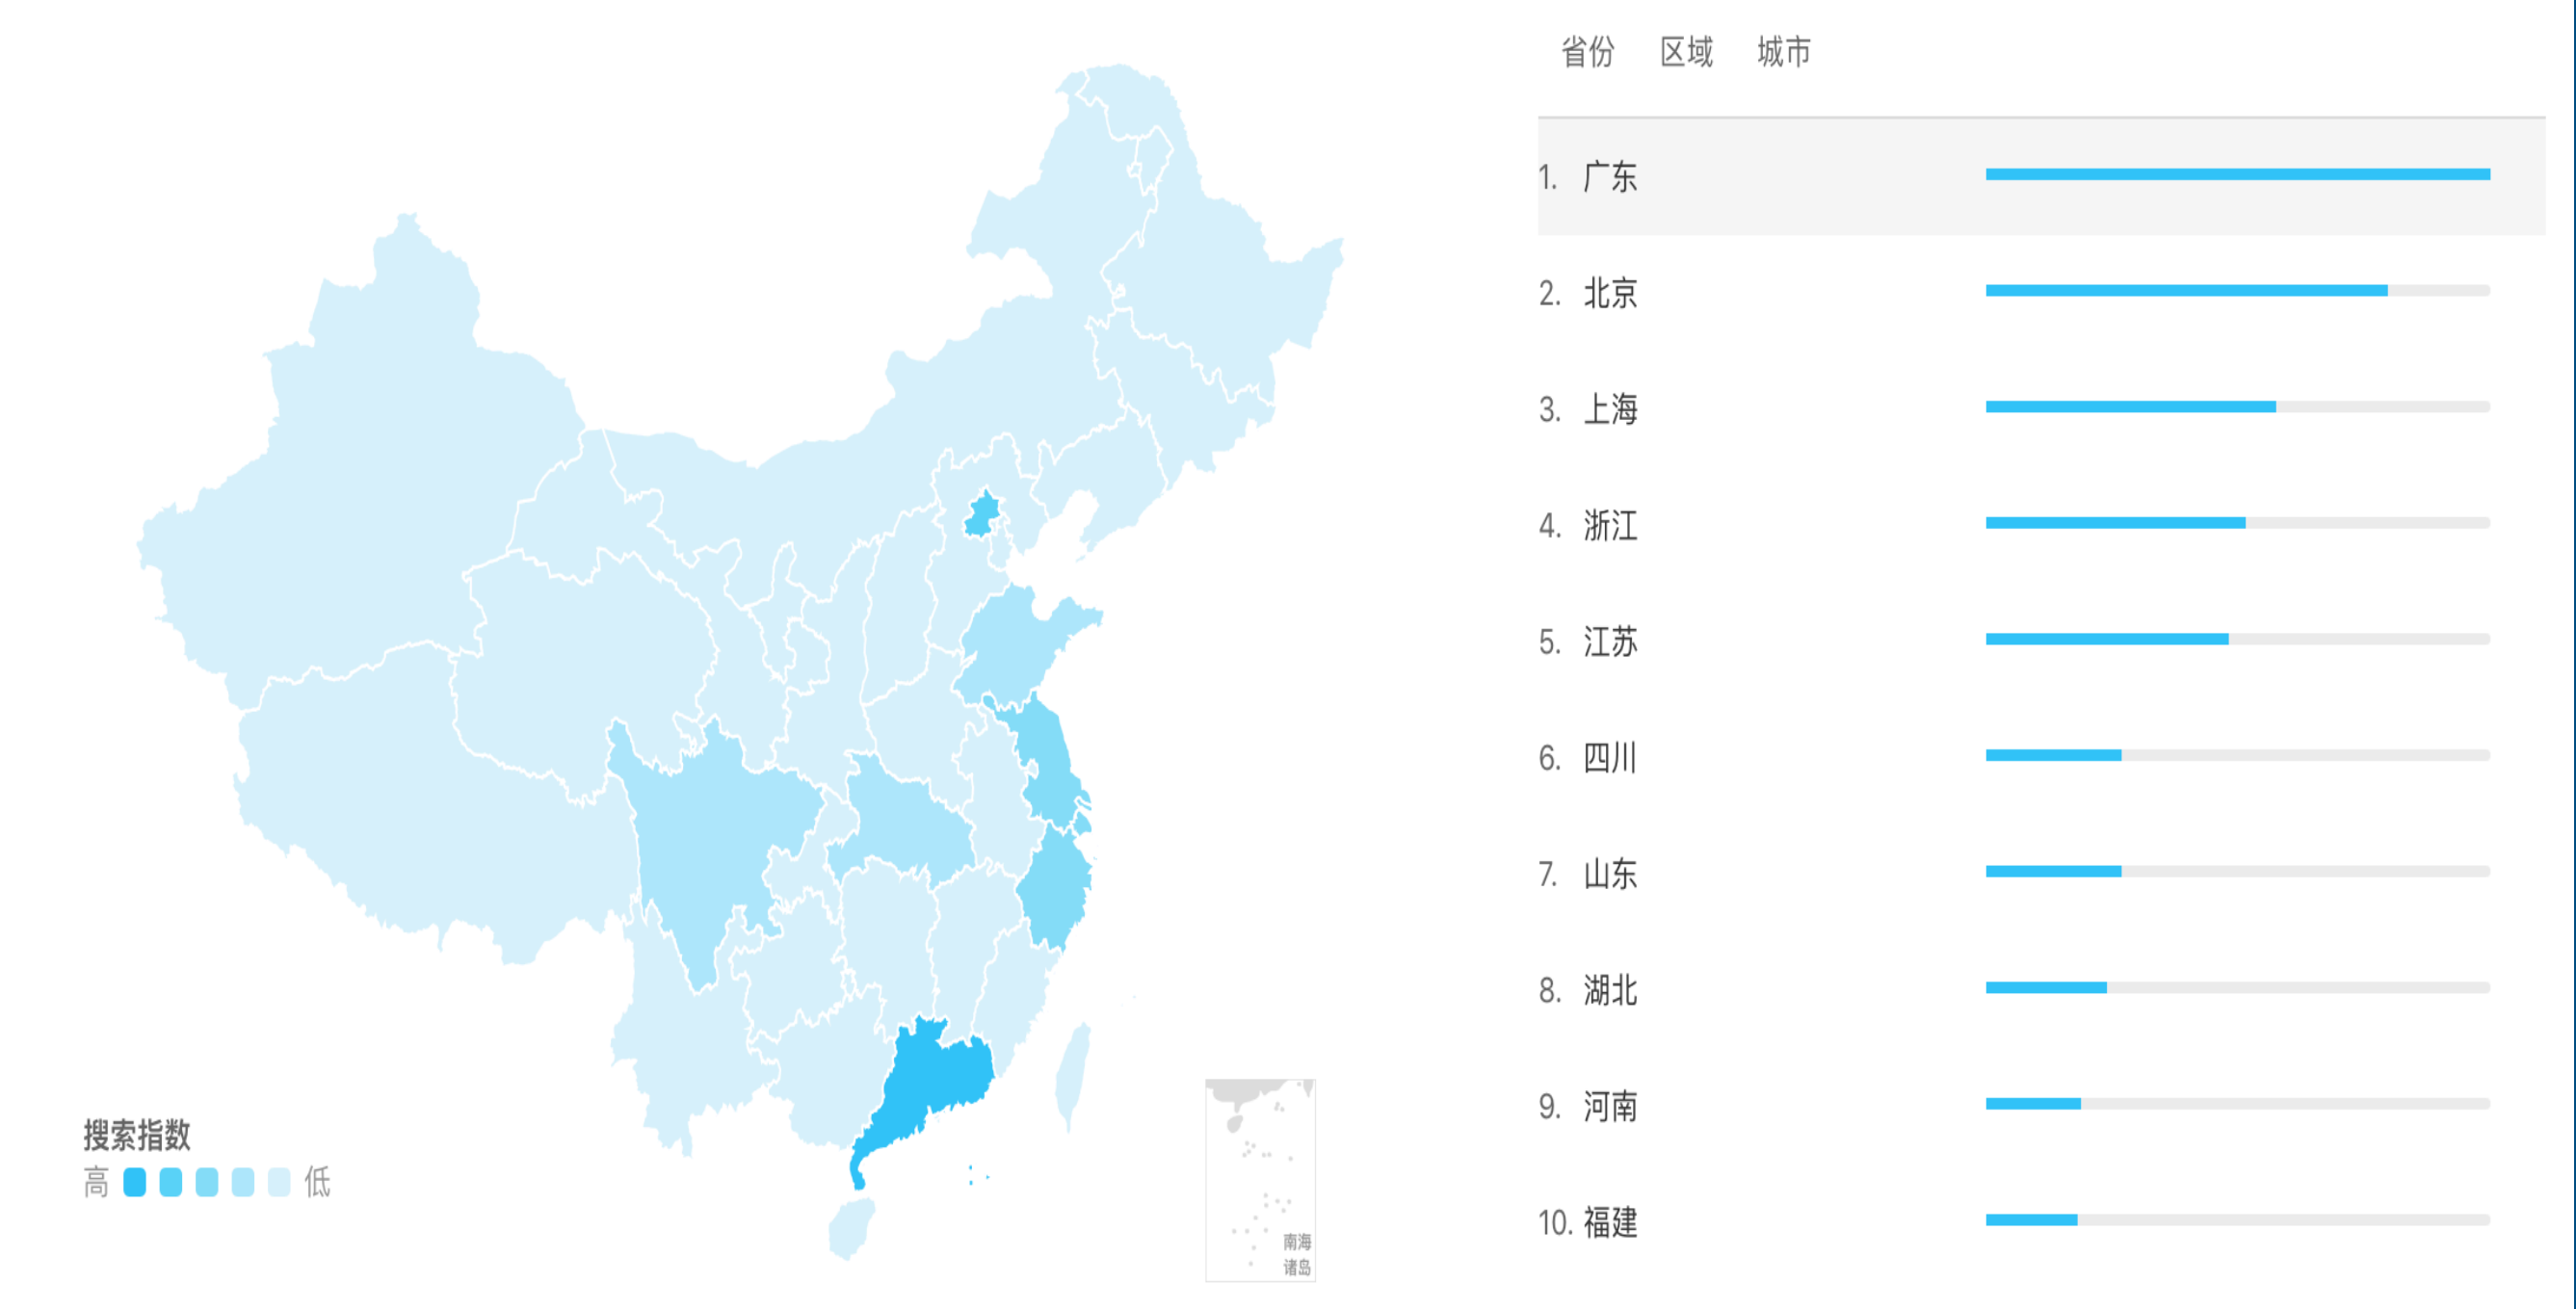 省份 区域 城市
1. 广东
2. 北京
3. 上海
4. 浙江
5. 江苏
6. 四川
7. 山东
8. 湖北
9. 河南
10. 福建
搜索指数
高 低
南海
诸岛